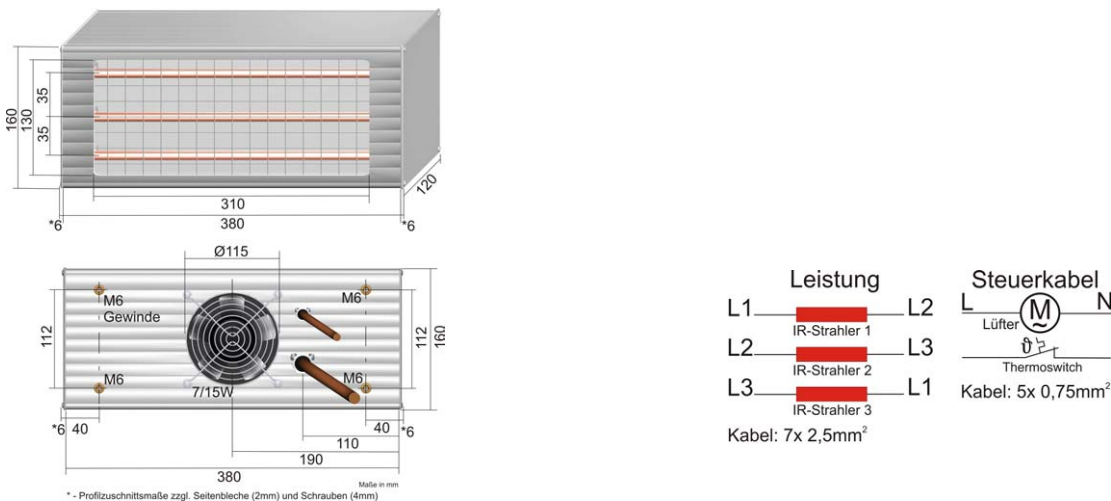 160
130
35
35
120
310
*6
380
*6
Ø115
M6
Gewinde
M6
112
112
160
M6
M6
7/15W
*6
40
40
*6
110
190
380
Maße in mm
* - Profilzuschnittsmaße zzgl. Seitenbleche (2mm) und Schrauben (4mm)
Leistung
L1
L2
IR-Strahler 1
L2
L3
IR-Strahler 2
L3
L1
IR-Strahler 3
Kabel: 7x 2,5mm²
Steuerkabel
L
M
~
N
Lüfter
ϑ
Thermoswitch
Kabel: 5x 0,75mm²